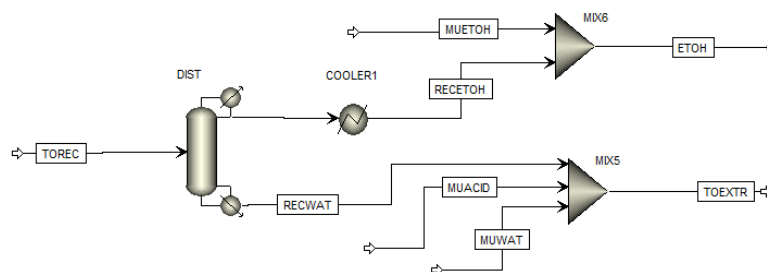 MIX6
MUETOH
ETOH
DIST
COOLER1
RECETOH
TOREC
MIX5
RECWAT
MUACID
TOEXTR
MUWAT